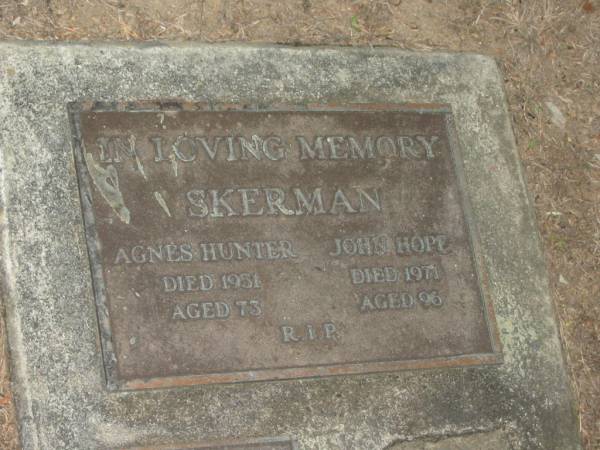 IN LOVING MEMORY
SKERMAN
AGNES HUNTER JOHN HOPE
DIED 1951 DIED 1971
AGED 73 AGED 96
R.I.P.